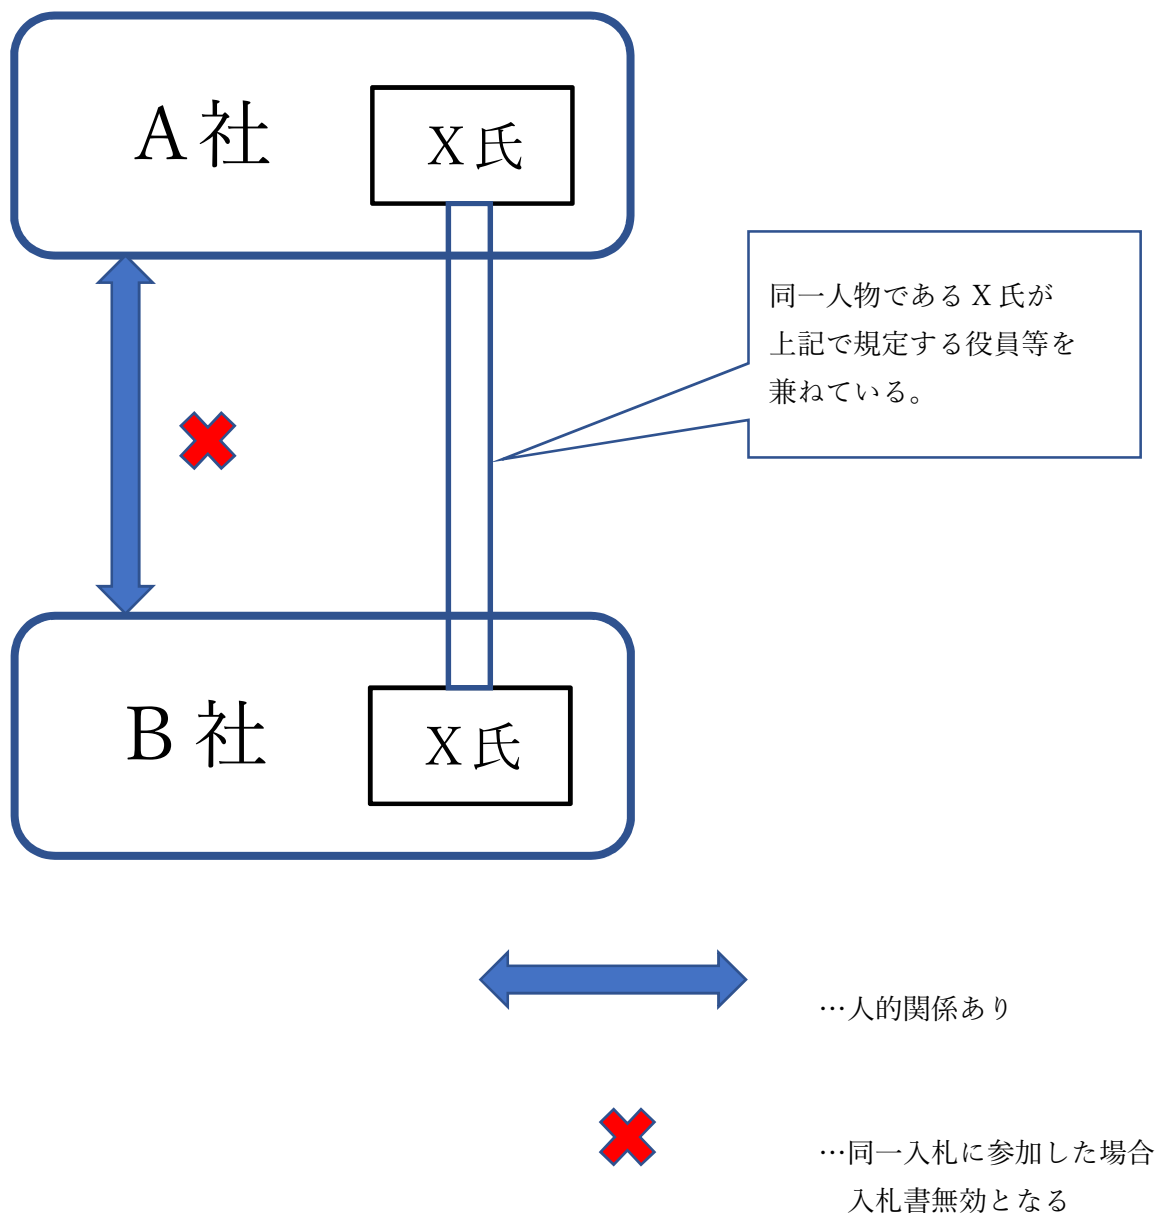 A社
X氏
同一人物であるX氏が
上記で規定する役員等を
兼ねている。
B社
X氏
…人的関係あり
…同一入札に参加した場合
入札書無効となる